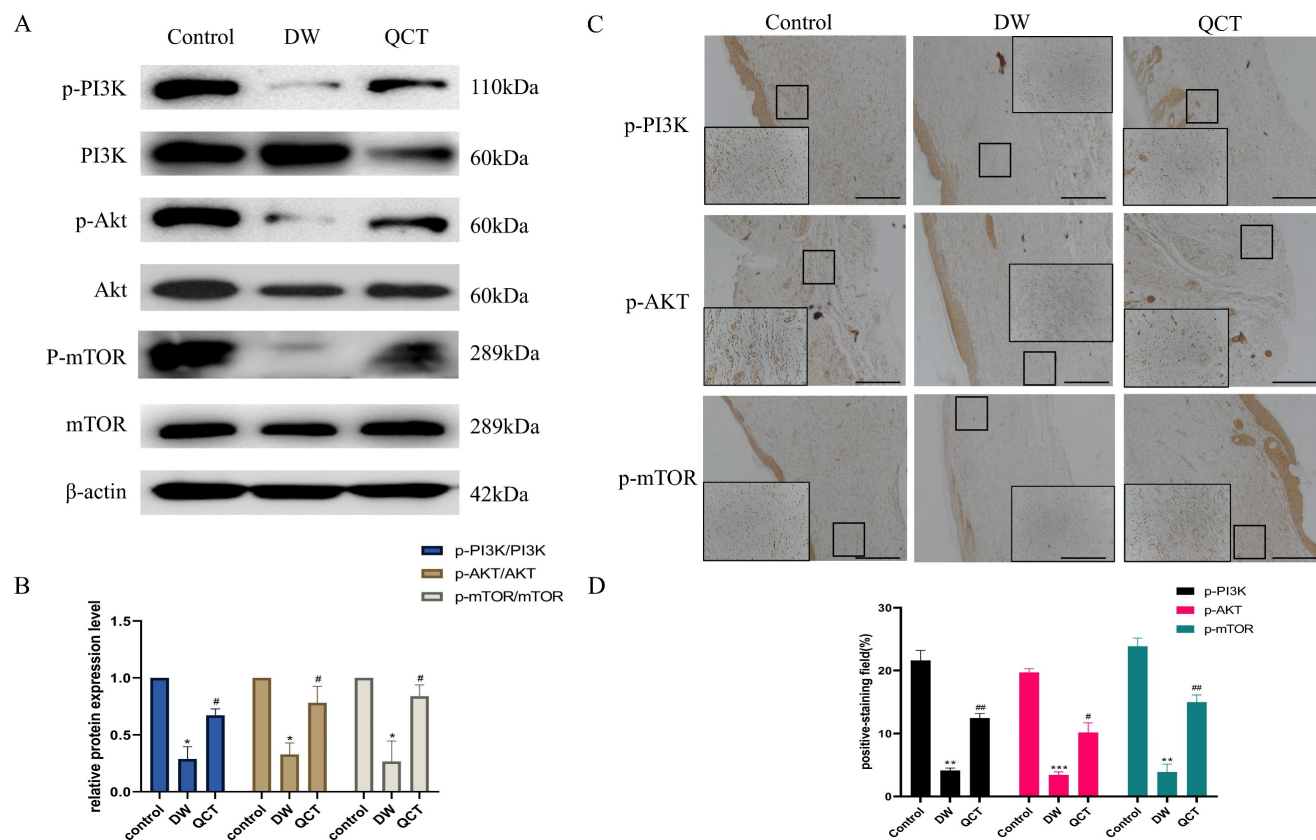 A
Control DW QCT
p-PI3K 110kDa
PI3K 60kDa
p-Akt 60kDa
Akt 60kDa
P-mTOR 289kDa
mTOR 289kDa
β-actin 42kDa
B
p-PI3K/PI3K
p-AKT/AKT
p-mTOR/mTOR
relative protein expression level
1.5
1.0
0.5
0.0
* # * # * #
control DW QCT control DW QCT control DW QCT
C
Control DW QCT
p-PI3K
p-AKT
p-mTOR
D
p-PI3K
p-AKT
p-mTOR
positive-staining field(%)
30
20
10
0
** ## *** # ** ##
Control DW QCT Control DW QCT Control DW QCT